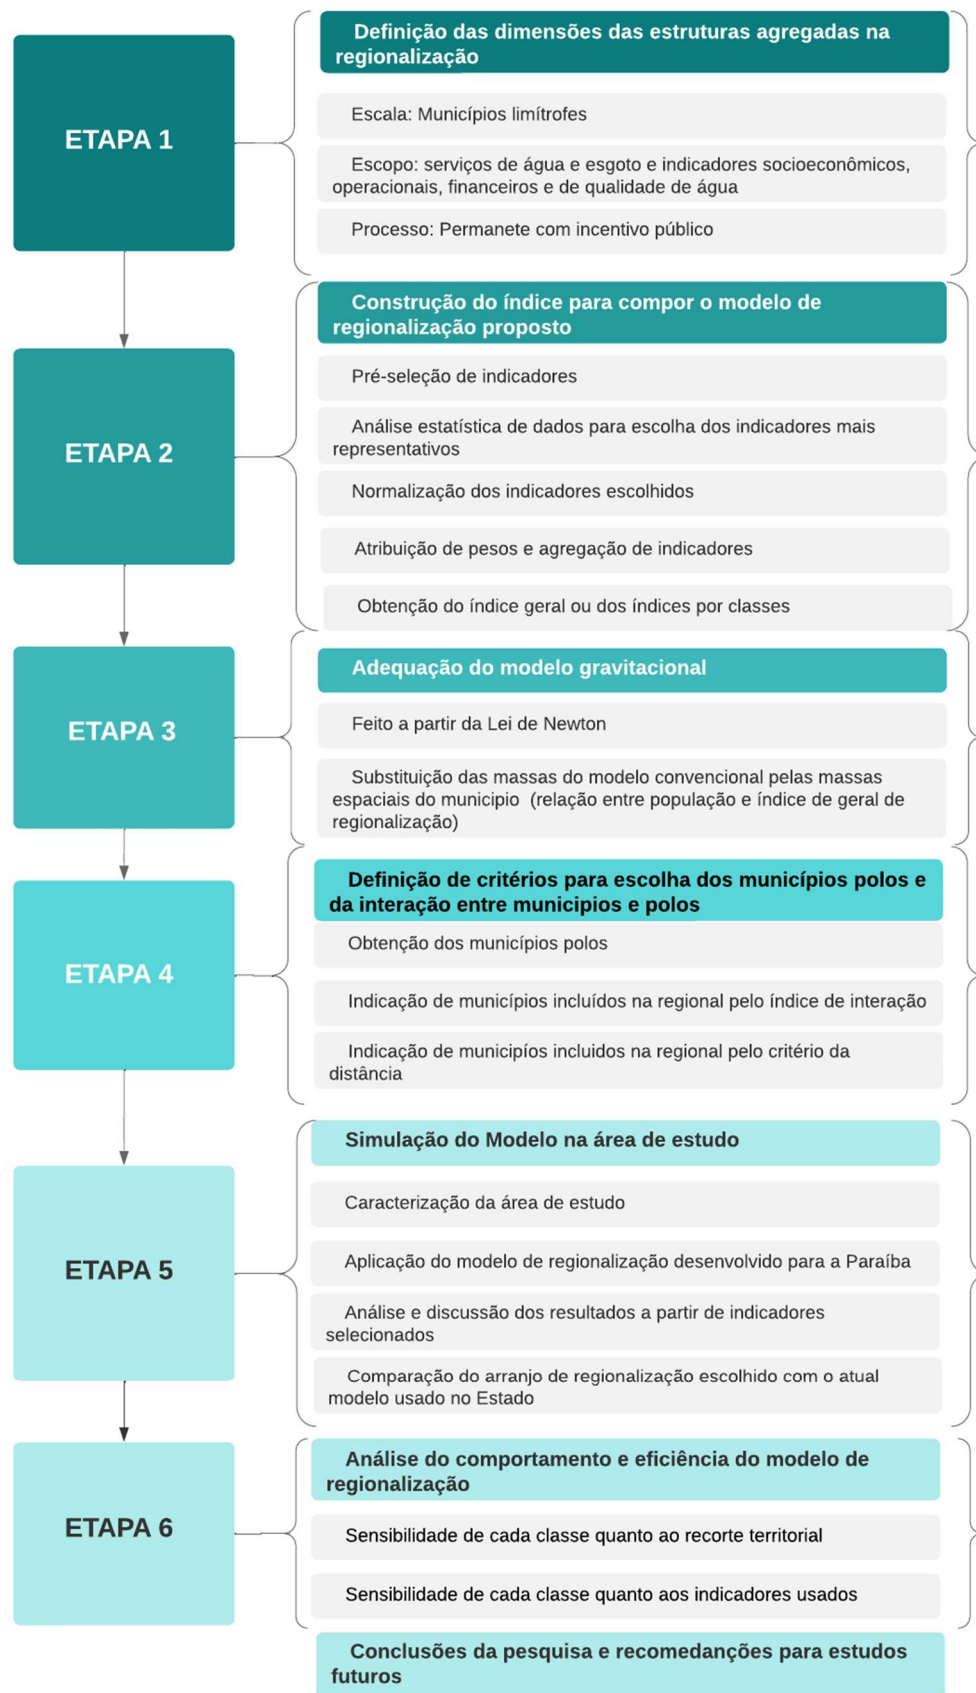 ETAPA 1
Definição das dimensões das estruturas agregadas na
regionalização
Escala: Municípios limítrofes
Escopo: serviços de água e esgoto e indicadores socioeconômicos,
operacionais, financeiros e de qualidade de água
Processo: Permanete com incentivo público
ETAPA 2
Construção do índice para compor o modelo de
regionalização proposto
Pré-seleção de indicadores
Análise estatística de dados para escolha dos indicadores mais
representativos
Normalização dos indicadores escolhidos
Atribuição de pesos e agregação de indicadores
Obtenção do índice geral ou dos índices por classes
ETAPA 3
Adequação do modelo gravitacional
Feito a partir da Lei de Newton
Substituição das massas do modelo convencional pelas massas
espaciais do municipio (relação entre população e índice de geral de
regionalização)
ETAPA 4
Definição de critérios para escolha dos municípios polos e
da interação entre municipios e polos
Obtenção dos municípios polos
Indicação de municípios incluídos na regional pelo índice de interação
Indicação de municipíos incluidos na regional pelo critério da
distância
ETAPA 5
Simulação do Modelo na área de estudo
Caracterização da área de estudo
Aplicação do modelo de regionalização desenvolvido para a Paraíba
Análise e discussão dos resultados a partir de indicadores
selecionados
Comparação do arranjo de regionalização escolhido com o atual
modelo usado no Estado
ETAPA 6
Análise do comportamento e eficiência do modelo de
regionalização
Sensibilidade de cada classe quanto ao recorte territorial
Sensibilidade de cada classe quanto aos indicadores usados
Conclusões da pesquisa e recomedanções para estudos
futuros